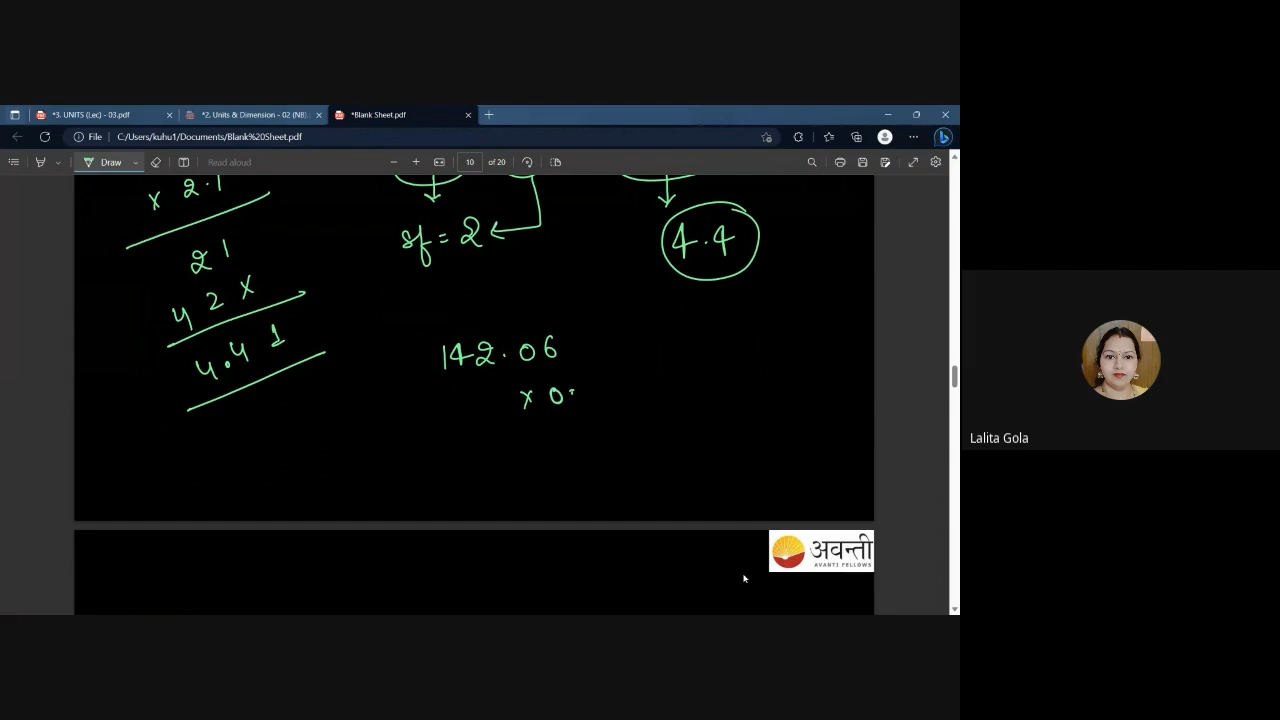 *3. UNITS (Lec) - 03.pdf
*2. Units & Dimension - 02 (NB).
*Blank Sheet.pdf
File
C:/Users/kuhu1/Documents/Blank%20Sheet.pdf
Draw
Read aloud
10 of 20
x 2.1
21
42x
4.41
sf = 2
4.4
142.06
x 0.
Lalita Gola
अवन्ती
AVANTI FELLOWS